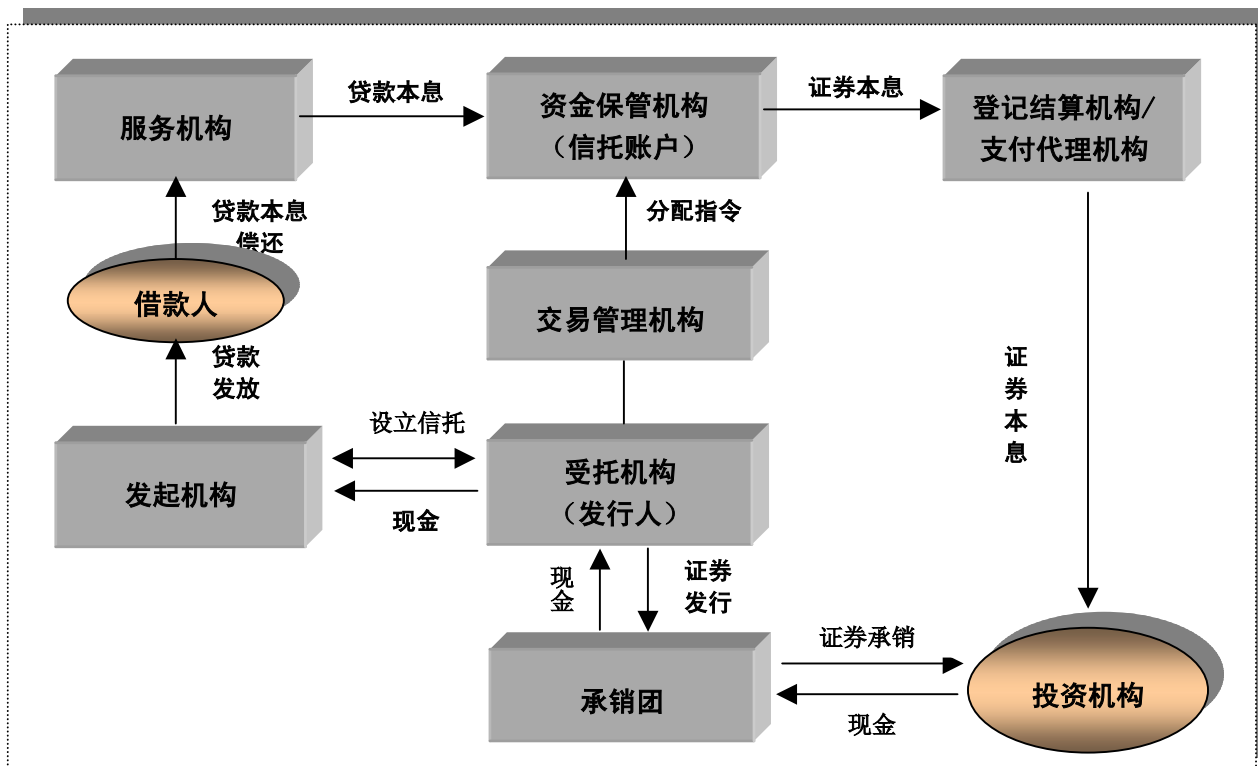 服务机构
贷款本息
资金保管机构
（信托账户）
证券本息
登记结算机构/
支付代理机构
贷款本息
偿还
分配指令
借款人
交易管理机构
贷款
发放
证
券
本
息
发起机构
设立信托
现金
受托机构
（发行人）
现
金
证券
发行
承销团
证券承销
现金
投资机构